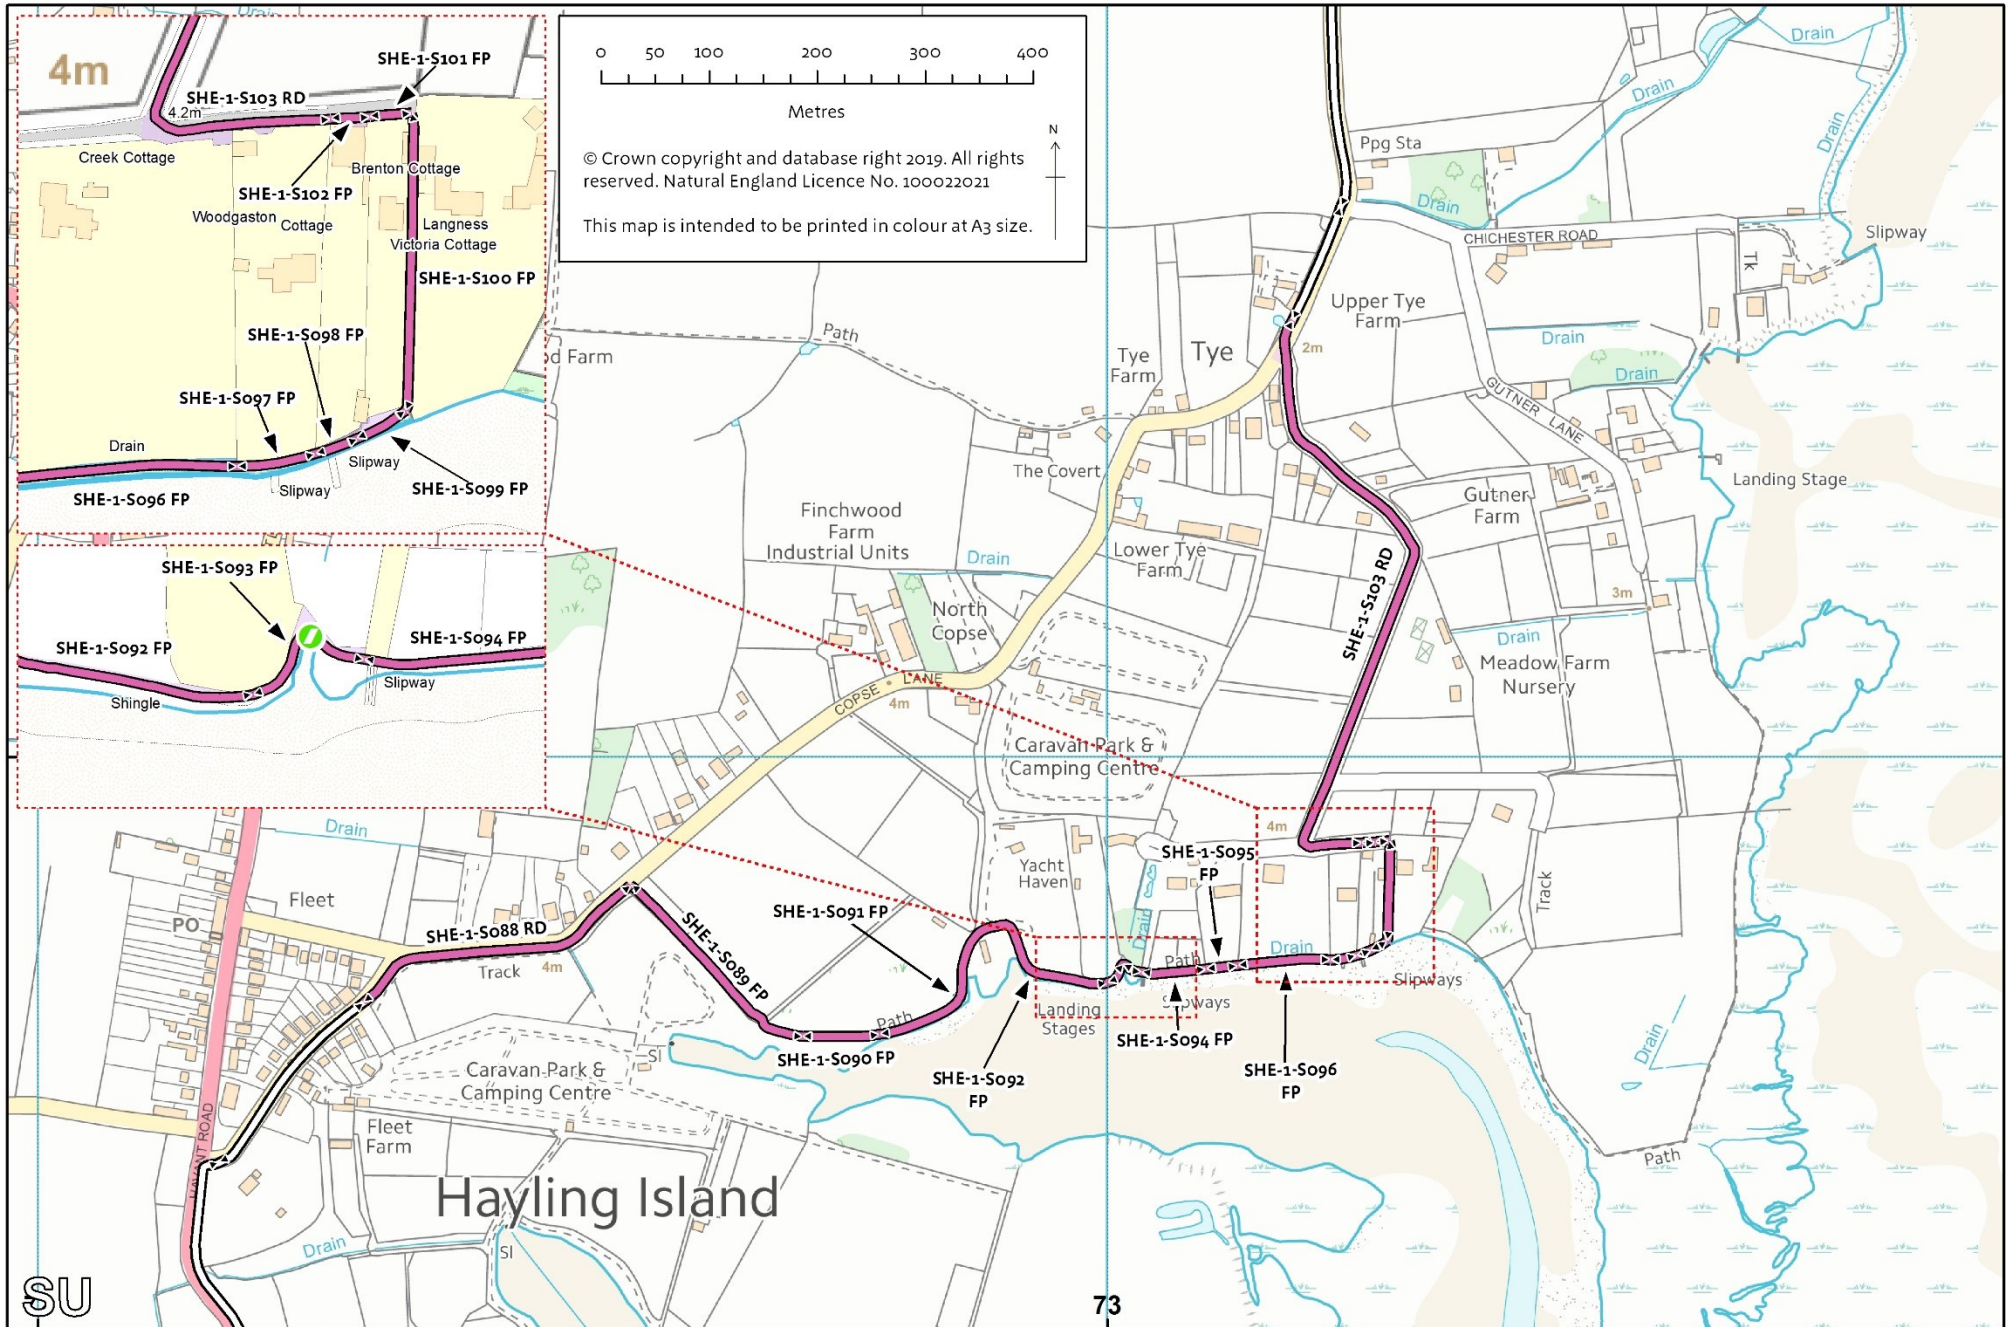 Drain
4m
SHE-1-S101 FP
SHE-1-S103 RD
4.2m
Creek Cottage
Brenton Cottage
SHE-1-S102 FP
Woodgaston
Cottage
Langness
Victoria Cottage
SHE-1-S100 FP
SHE-1-S098 FP
SHE-1-S097 FP
Drain
Slipway
SHE-1-S096 FP
Slipway
SHE-1-S099 FP
0 50 100 200 300 400
Metres
N
© Crown copyright and database right 2019. All rights
reserved. Natural England Licence No. 100022021
This map is intended to be printed in colour at A3 size.
SHE-1-S093 FP
SHE-1-S092 FP
SHE-1-S094 FP
Shingle
Slipway
Drain
Drain
Drain
Ppg Sta
Drain
CHICHESTER ROAD
Slipway
Tk
Upper Tye
Farm
Path
d Farm
Tye
Farm
Tye
2m
Drain
Drain
GUTNER LANE
The Covert
Landing Stage
Gutner
Farm
Finchwood
Farm
Industrial Units
Drain
Lower Tye
Farm
North
Copse
SHE-1-S103 RD
3m
Drain
Meadow Farm
Nursery
COPSE LANE
4m
Caravan Park &
Camping Centre
4m
SHE-1-S095
FP
Yacht
Haven
Drain
Fleet
PO
SHE-1-S088 RD
Track
4m
SHE-1-S089 FP
SHE-1-S091 FP
Path
SHE-1-S090 FP
SHE-1-S092
FP
Landing
Stages
Drain
Path
Slipways
SHE-1-S094 FP
Drain
Slipways
SHE-1-S096
FP
Track
Drain
Path
Sl
Caravan Park &
Camping Centre
Fleet
Farm
HAVANT ROAD
Hayling Island
Drain
Sl
SU
73